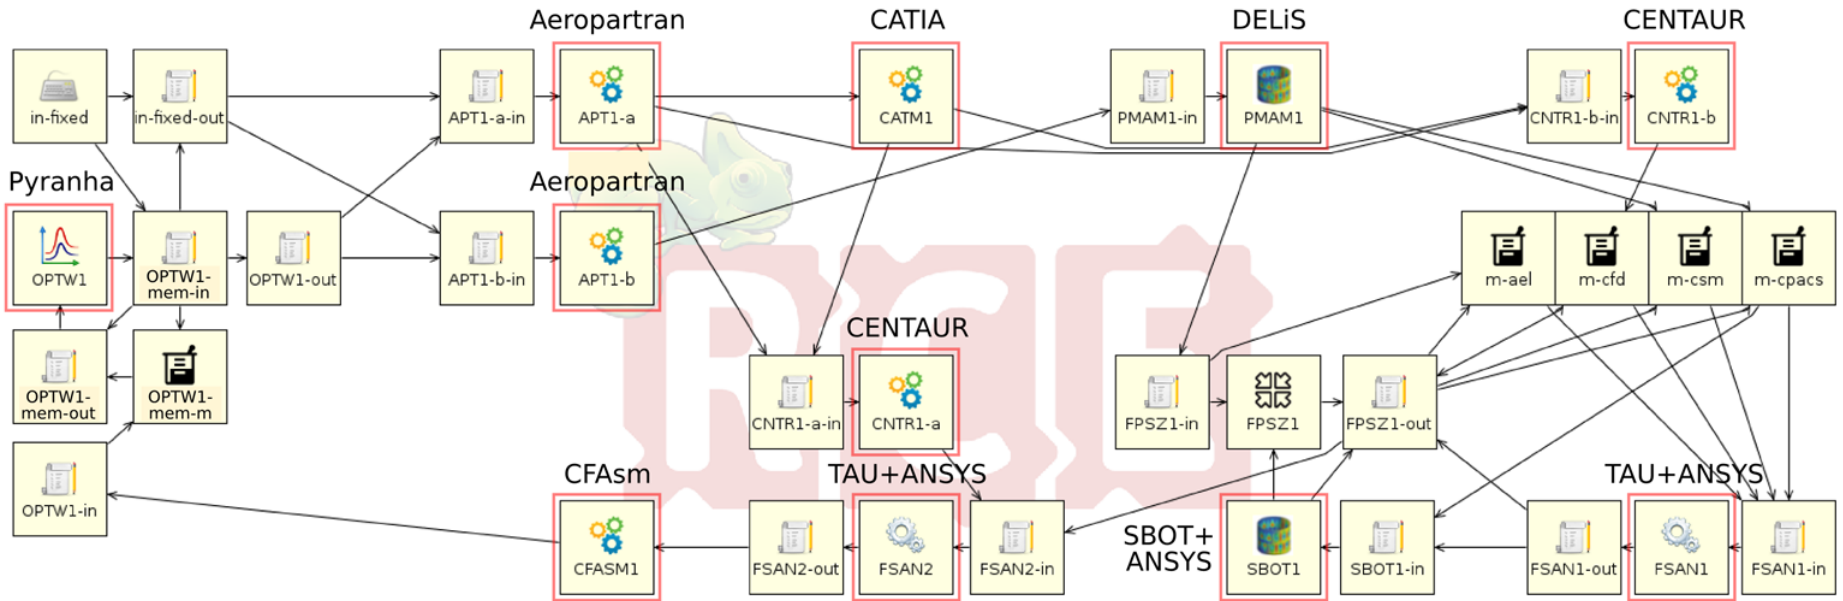 Aeropartran
CATIA
DELiS
CENTAUR
in-fixed
in-fixed-out
APT1-a-in
APT1-a
CATM1
PMAM1-in
PMAM1
CNTR1-b-in
CNTR1-b
Pyranha
Aeropartran
OPTW1
OPTW1-
mem-in
OPTW1-out
APT1-b-in
APT1-b
m-ael
m-cfd
m-csm
m-cpacs
RCE
CENTAUR
OPTW1-
mem-out
OPTW1-
mem-m
CNTR1-a-in
CNTR1-a
FPSZ1-in
FPSZ1
FPSZ1-out
CFAsm
TAU+ANSYS
TAU+ANSYS
OPTW1-in
CFASM1
FSAN2-out
FSAN2
FSAN2-in
SBOT+
ANSYS
SBOT1
SBOT1-in
FSAN1-out
FSAN1
FSAN1-in